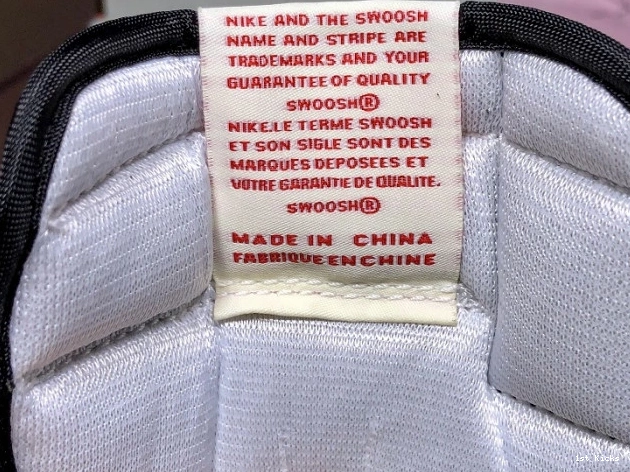 NIKE AND THE SWOOSH
NAME AND STRIPE ARE
TRADEMARKS AND YOUR
GUARANTEE OF QUALITY
SWOOSH®
NIKE.LE TERME SWOOSH
ET SON SIGLE SONT DES
MARQUES DEPOSEES ET
VOTRE GARANTIE DE QUALITE.
SWOOSH®
MADE IN CHINA
FABRIQUE EN CHINE
1st kicks